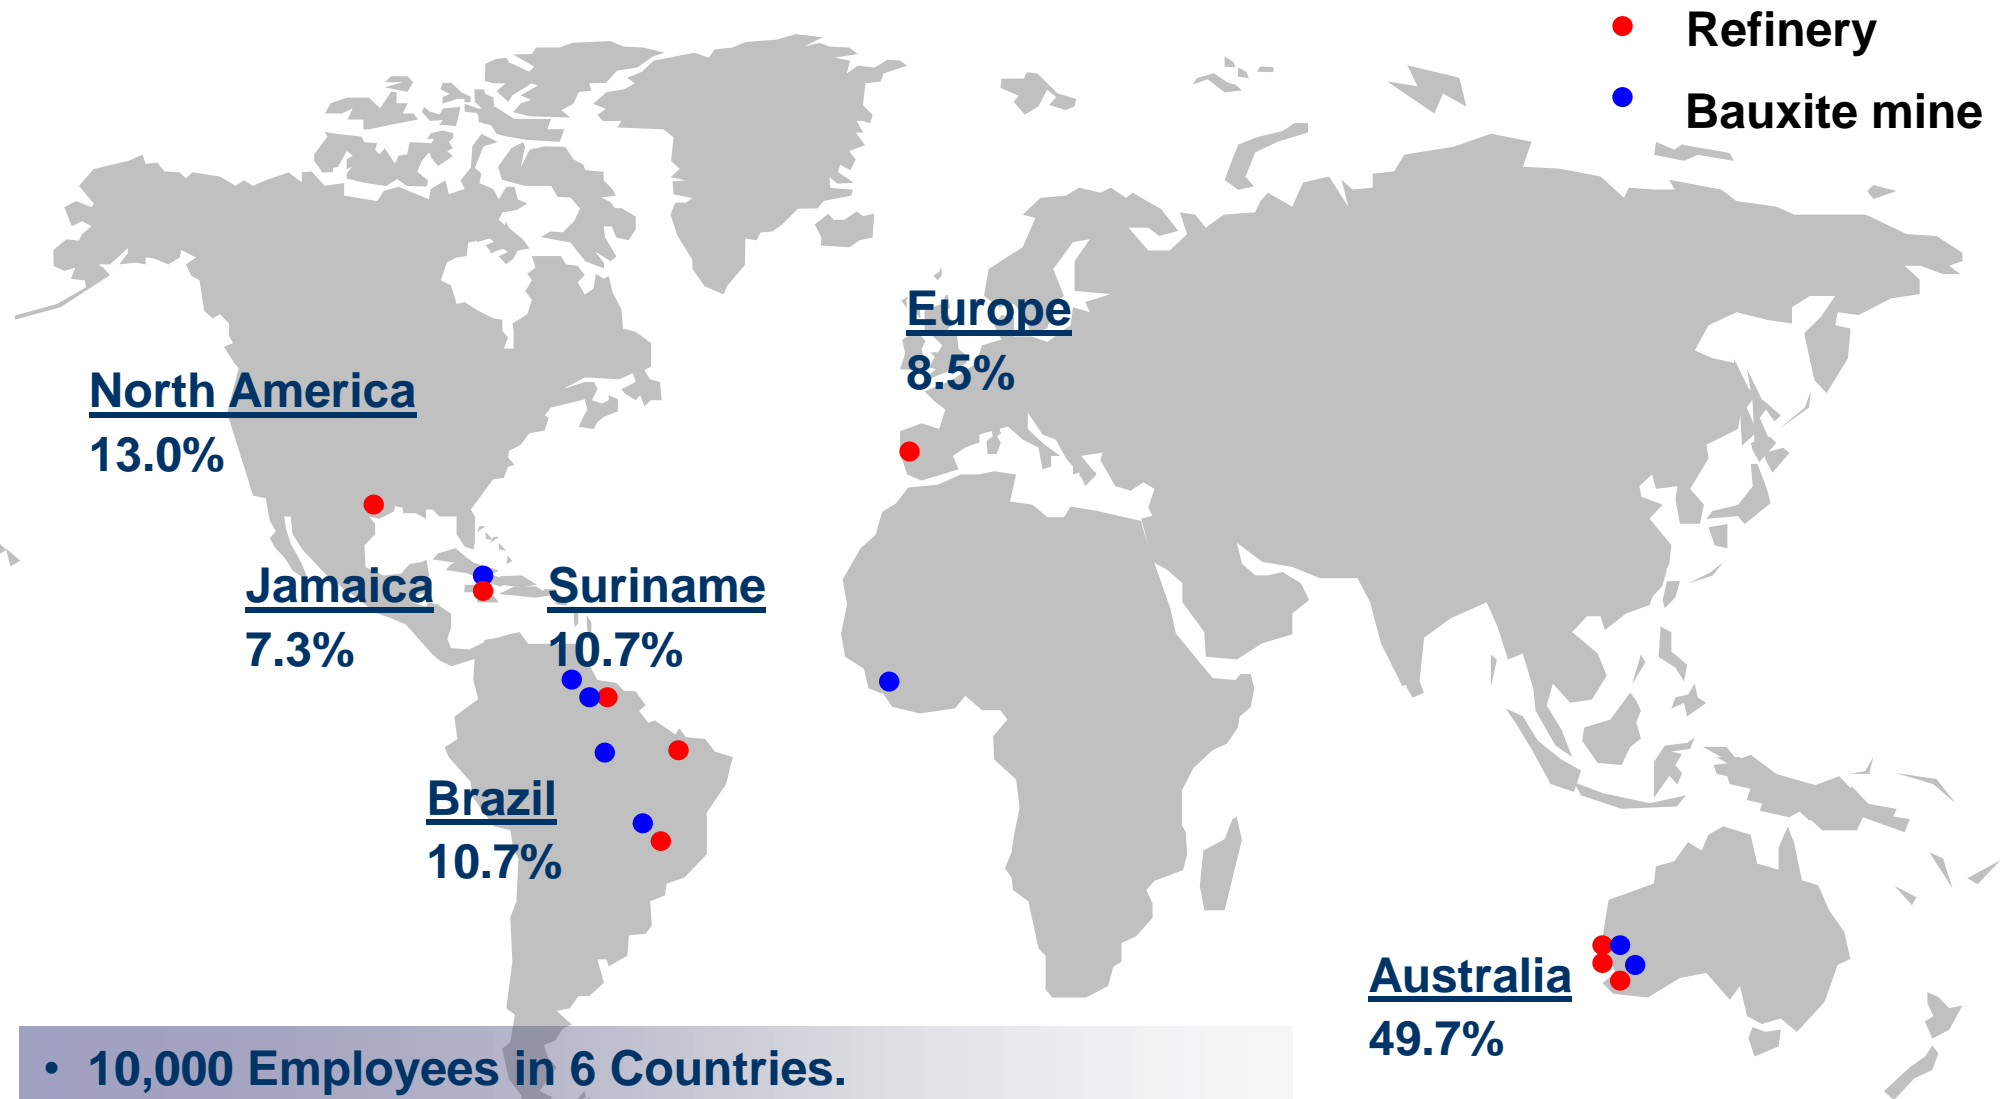 Refinery
Bauxite mine
Europe
8.5%
North America
13.0%
Jamaica
7.3%
Suriname
10.7%
Brazil
10.7%
Australia
49.7%
• 10,000 Employees in 6 Countries.